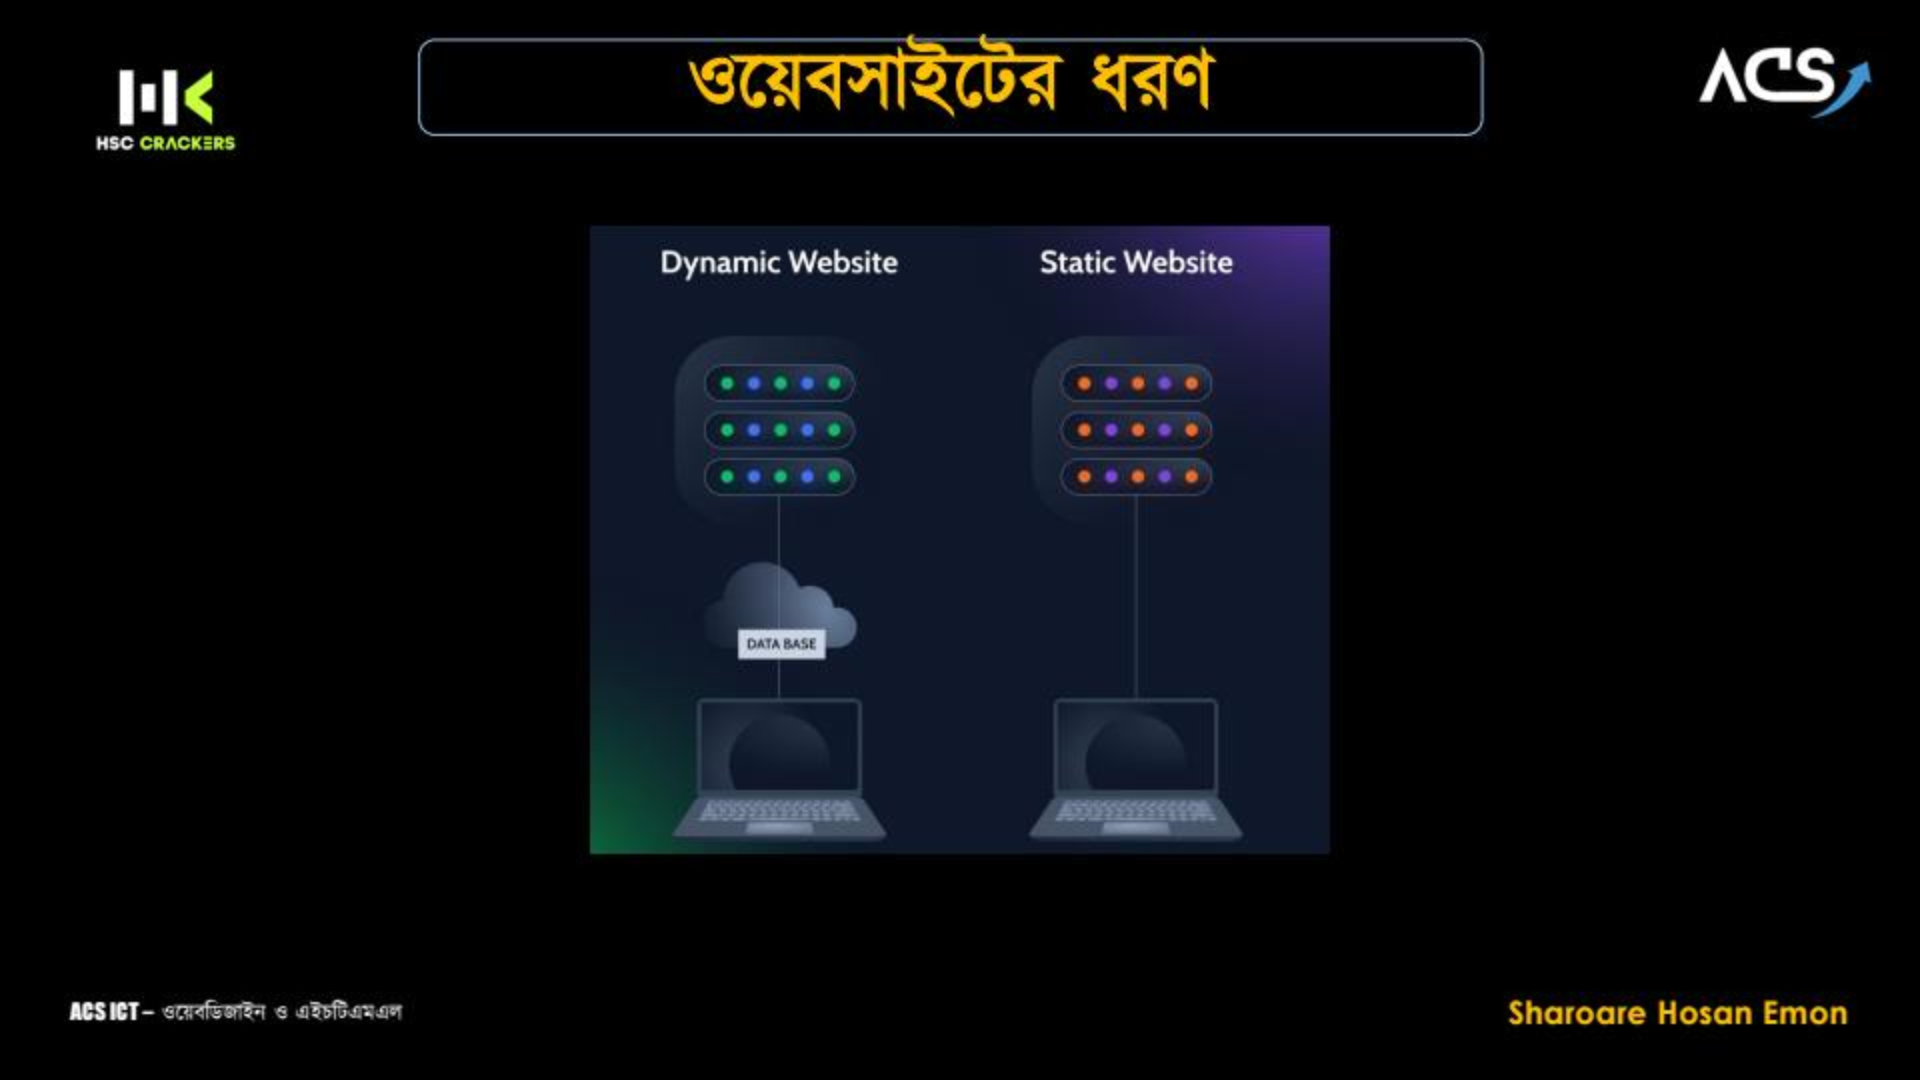 ওয়েবসাইটের ধরণ
HSC CRACKERS
ACS
Dynamic Website
Static Website
DATA BASE
ACS ICT – ওয়েবডিজাইন ও এইচটিএমএল
Sharoare Hosan Emon